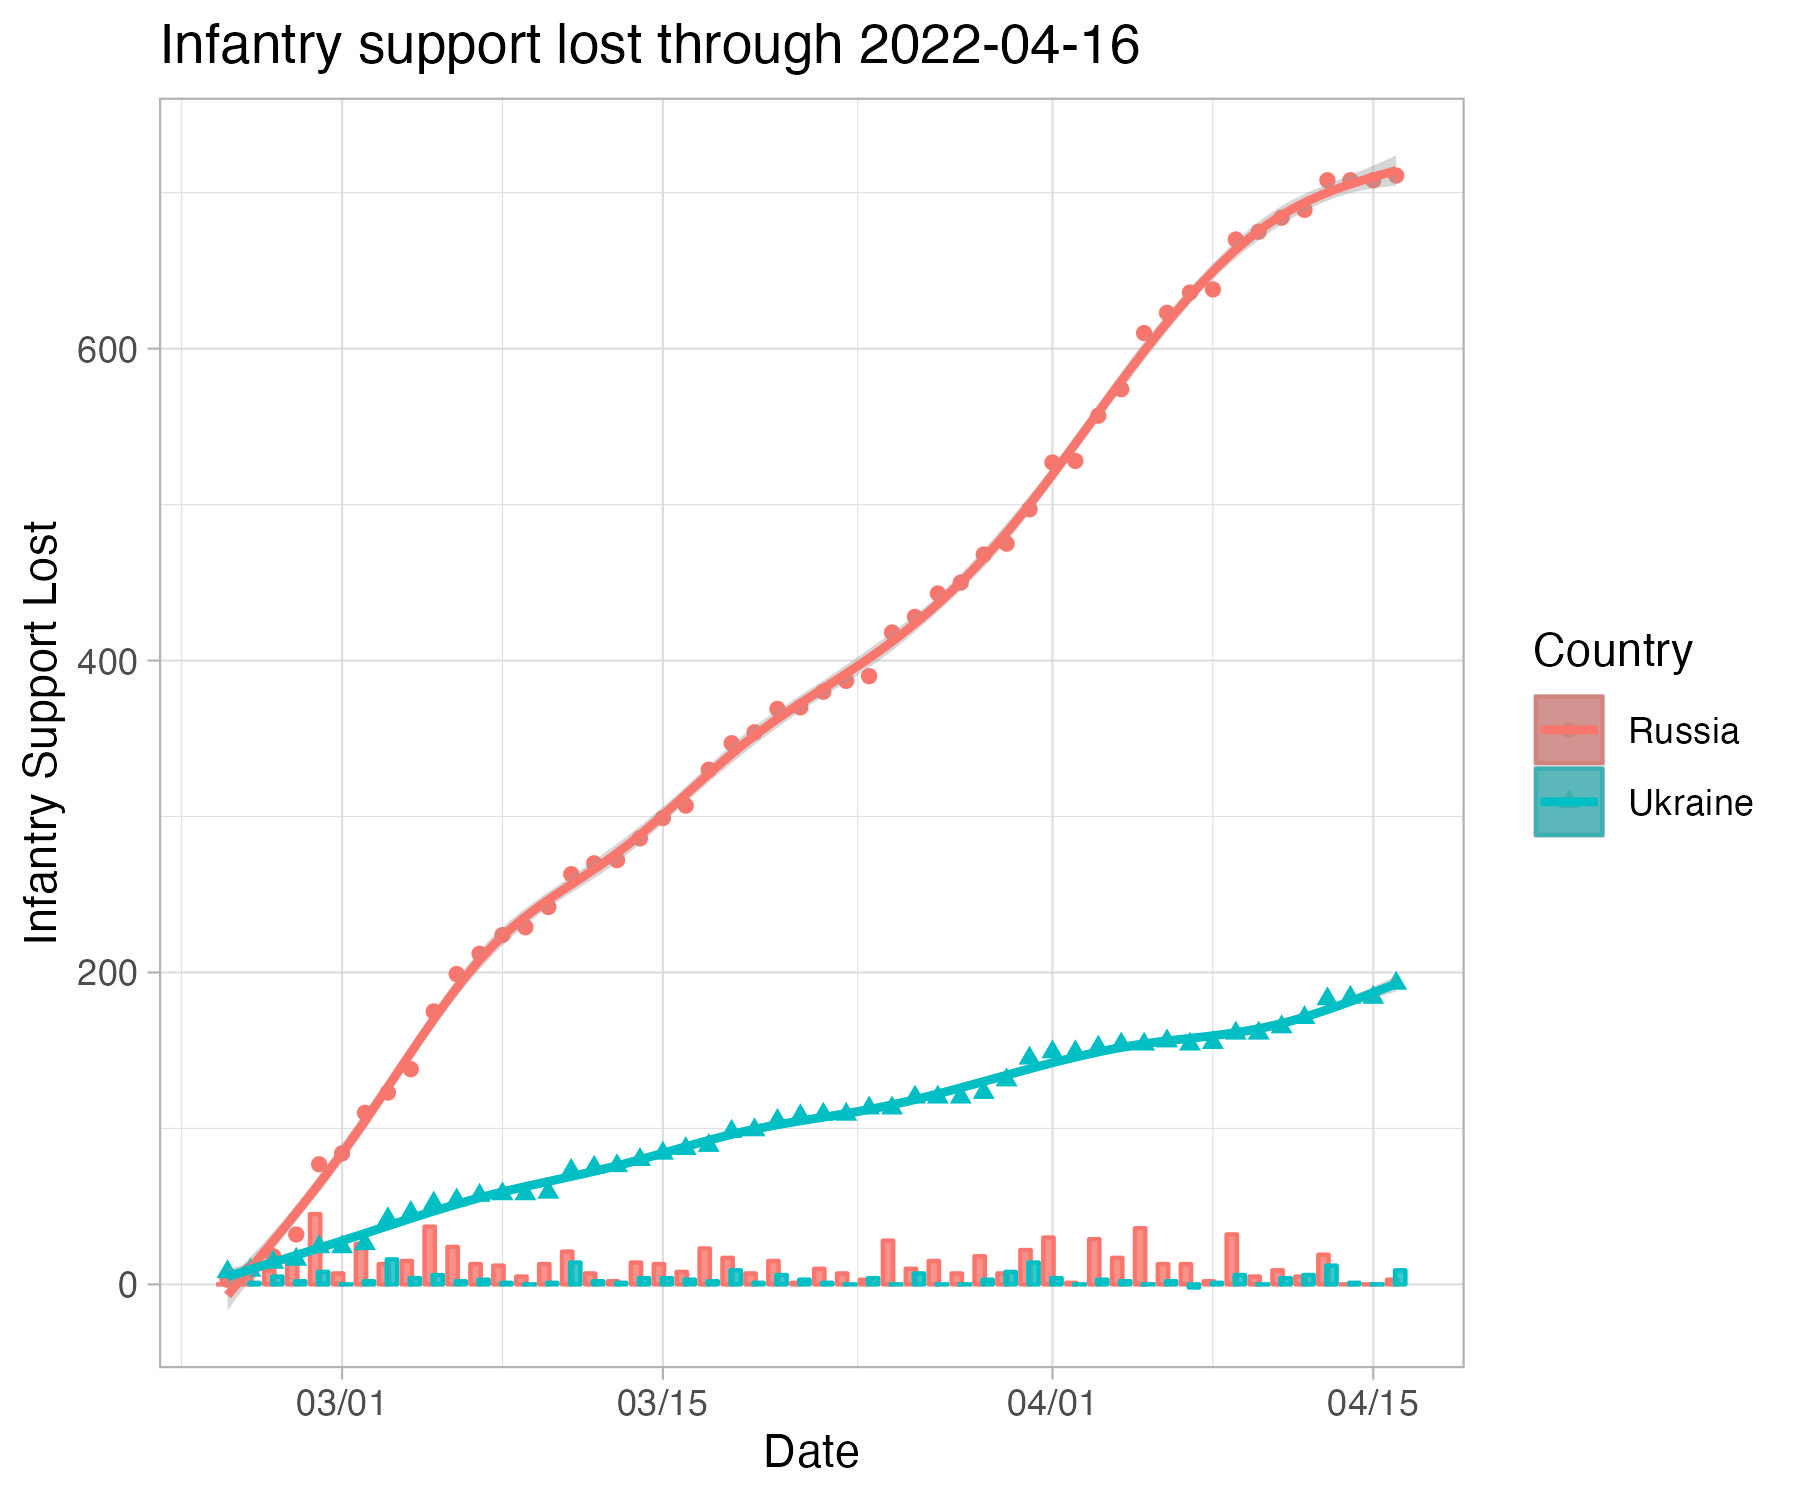 Infantry support lost through 2022-04-16
Infantry Support Lost
600
400
200
0
03/01
03/15
04/01
04/15
Date
Country
Russia
Ukraine